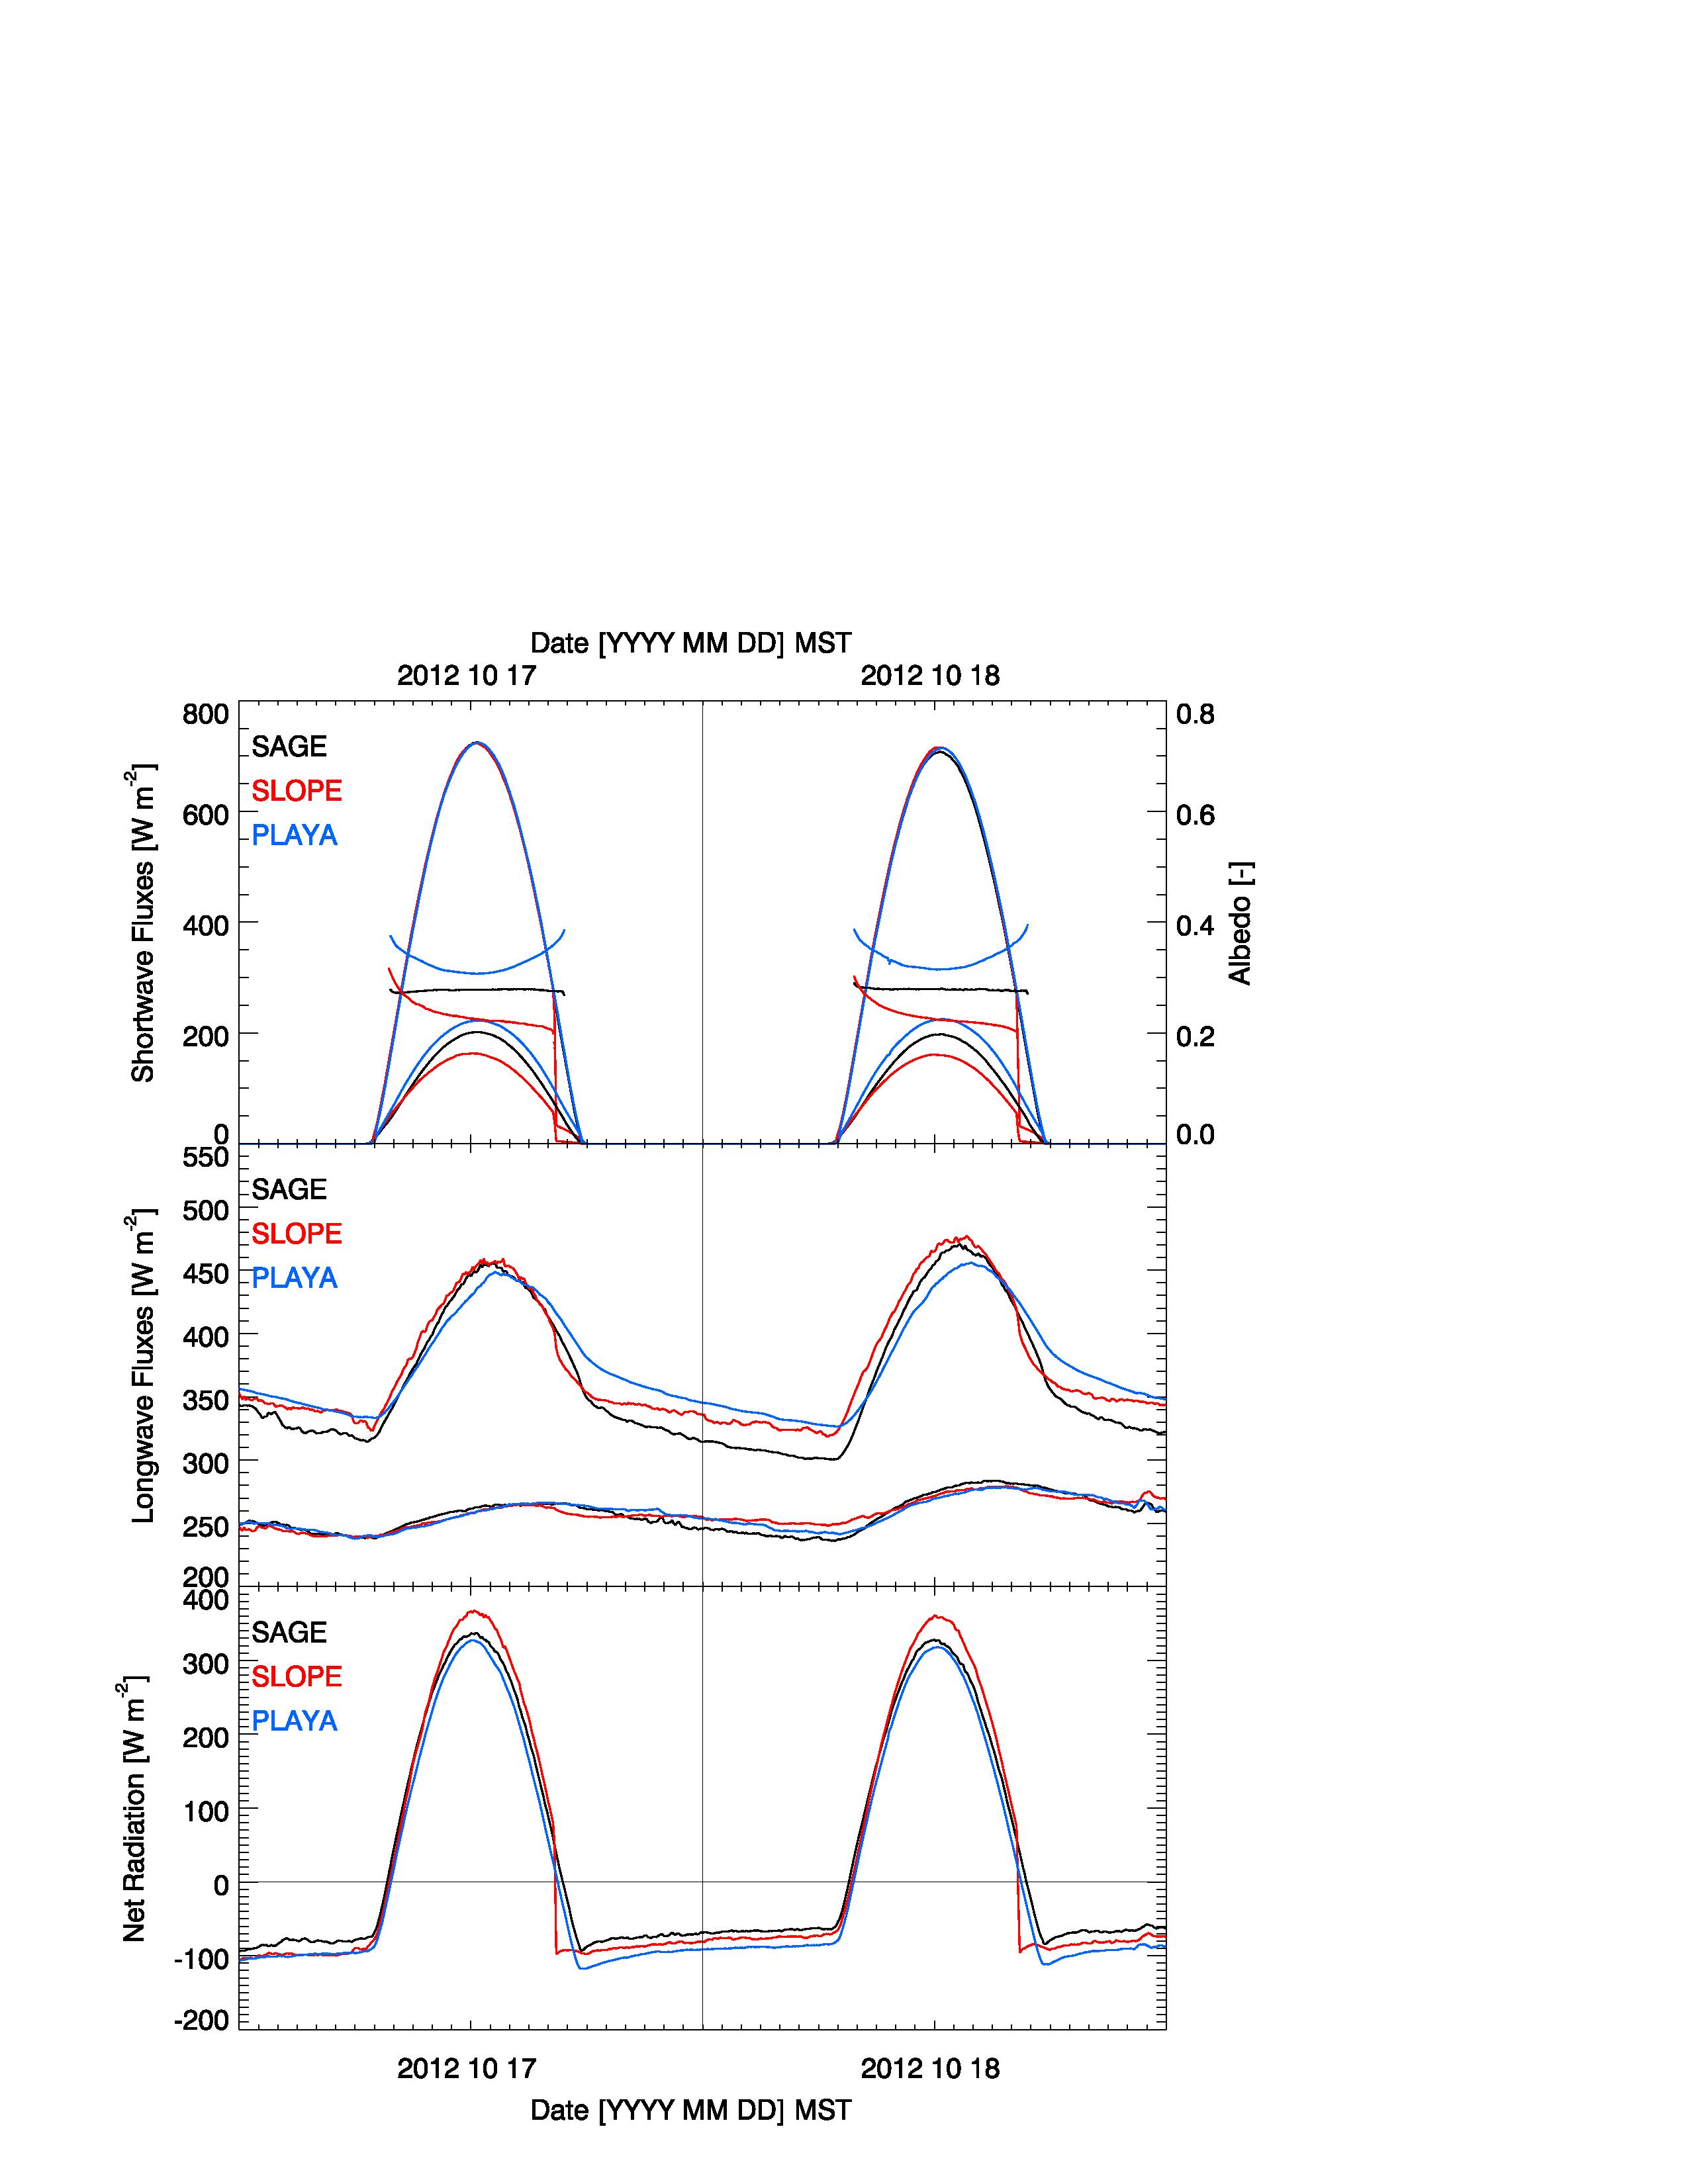 Date [YYYY MM DD] MST
2012 10 17 2012 10 18
800 0.8
SAGE
SLOPE
600 0.6
PLAYA
Shortwave Fluxes [W m-2]
Albedo [-]
400 0.4
200 0.2
0 0.0
550
SAGE
500
SLOPE
450
PLAYA
Longwave Fluxes [W m-2]
400
350
300
250
200
400
SAGE
300
SLOPE
PLAYA
200
Net Radiation [W m-2]
100
0
-100
-200
2012 10 17 2012 10 18
Date [YYYY MM DD] MST